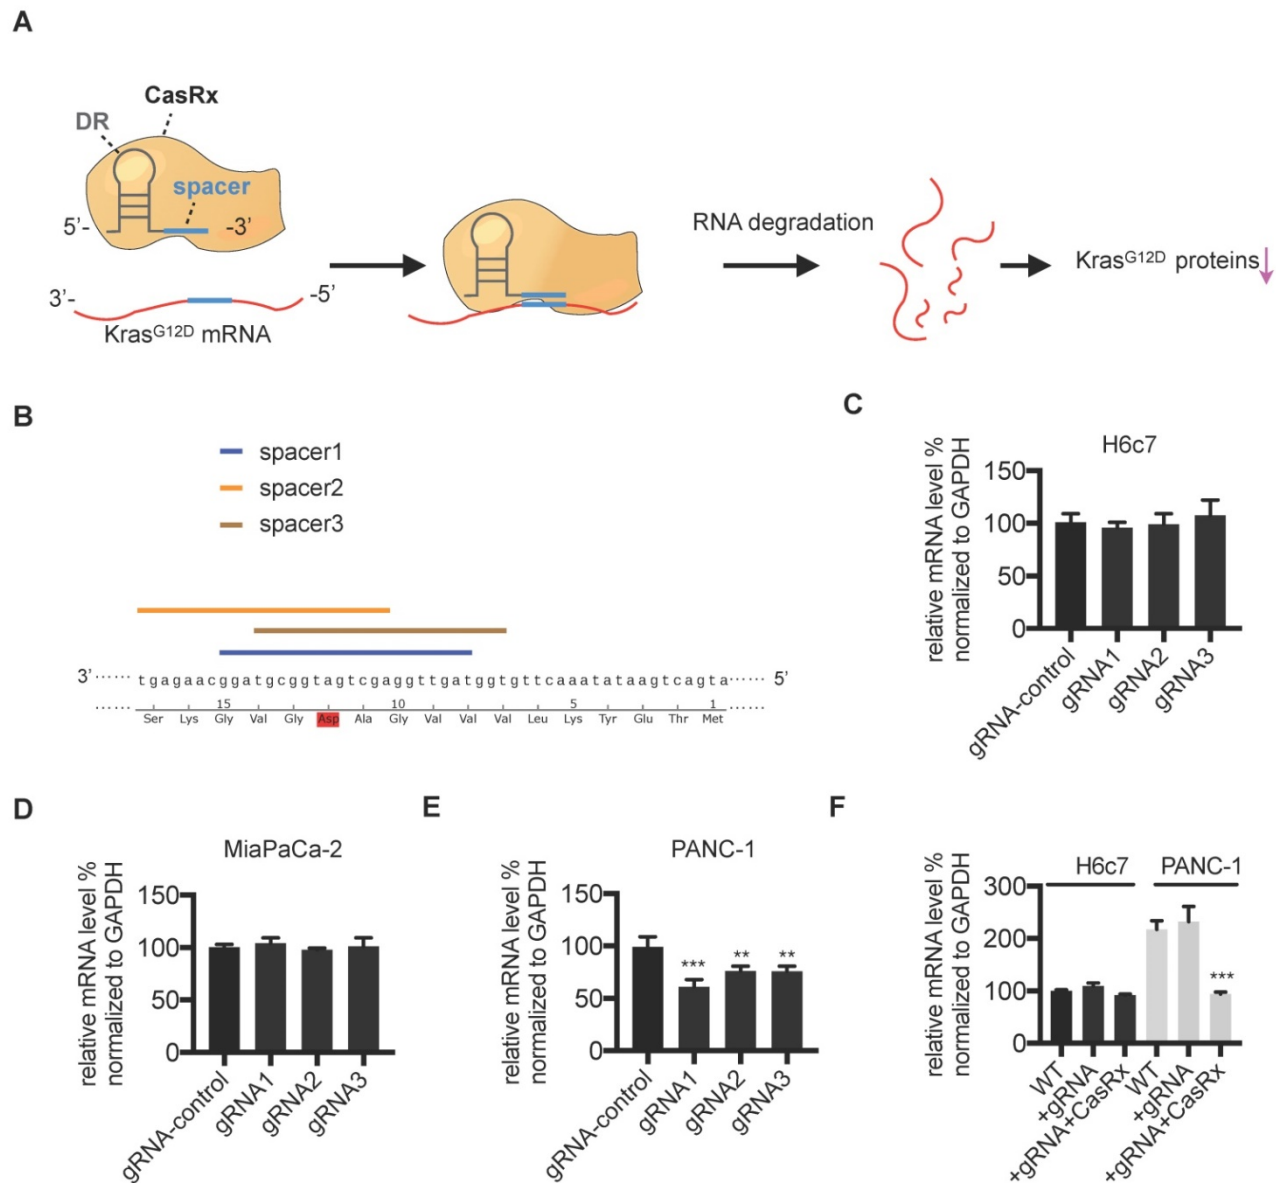 A
CasRx
DR
spacer
5’-
-3’
3’-
-5’
KrasG12D mRNA
RNA degradation
KrasG12D proteins
B
spacer1
spacer2
spacer3
3’ ······ tgagaacggatgcggtagtcgaggttgatggtgttcaaatataagtcagta ······ 5’
······ 15 10 5 1 ······
Ser Lys Gly Val Gly Asp Ala Gly Val Val Val Leu Lys Tyr Glu Thr Met
C
H6c7
relative mRNA level %
normalized to GAPDH
150
100
50
0
gRNA-control
gRNA1
gRNA2
gRNA3
D
MiaPaCa-2
relative mRNA level %
normalized to GAPDH
150
100
50
0
gRNA-control
gRNA1
gRNA2
gRNA3
E
PANC-1
relative mRNA level %
normalized to GAPDH
150
100
50
0
***
**
**
gRNA-control
gRNA1
gRNA2
gRNA3
F
H6c7
PANC-1
relative mRNA level %
normalized to GAPDH
300
200
100
0
***
WT
+gRNA
+gRNA+CasRx
WT
+gRNA
+gRNA+CasRx